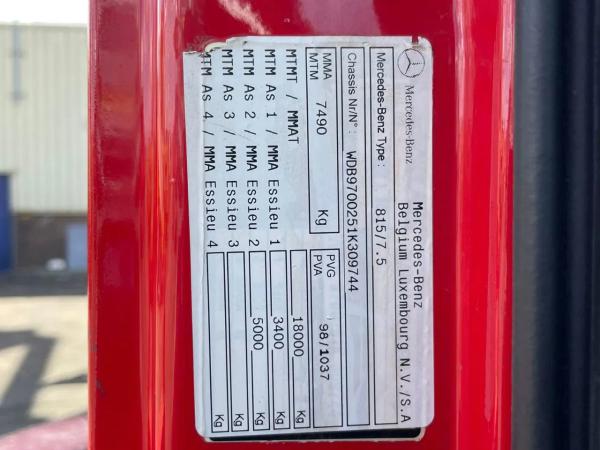 Mercedes-Benz
Mercedes-Benz
Belgium Luxembourg N.V./S.A
Mercedes-Benz Type: 815/7.5
Chassis Nr/N°: WDB9700251K309744
MMA
MTM 7490 Kg
PVG
PVA 98/1037
MTMT / MMAT 18000 Kg
MTM As 1 / MMA Essieu 1 3400 Kg
MTM As 2 / MMA Essieu 2 5000 Kg
MTM As 3 / MMA Essieu 3 Kg
MTM As 4 / MMA Essieu 4 Kg